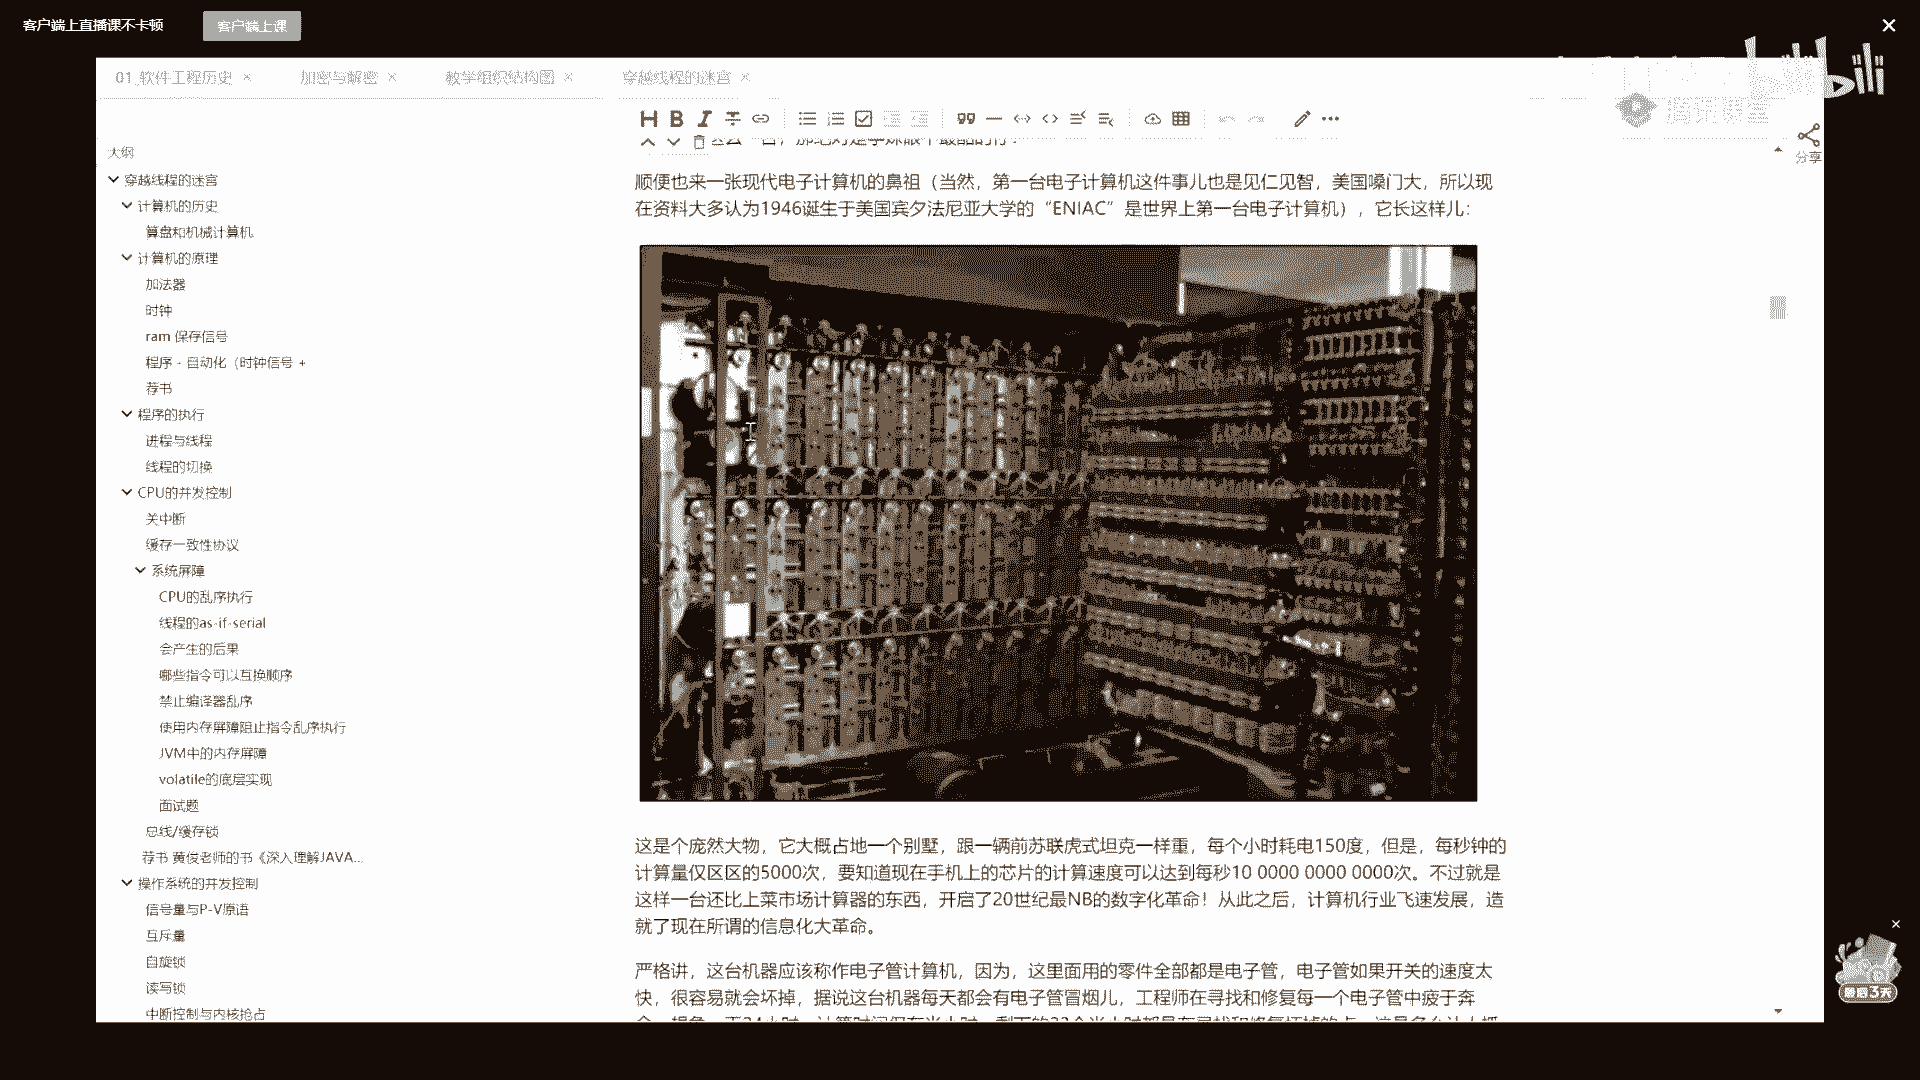 客户端上直播课不卡顿
客户端上课
01_软件工程历史
加密与解密
教学组织结构图
穿越线程的迷宫
bilibili
腾讯课堂
分享
大纲
穿越线程的迷宫
计算机的历史
算盘和机械计算机
计算机的原理
加法器
时钟
ram 保存信号
程序 - 自动化（时钟信号 +
荐书
程序的执行
进程与线程
线程的切换
CPU的并发控制
关中断
缓存一致性协议
系统屏障
CPU的乱序执行
线程的as-if-serial
会产生的后果
哪些指令可以互换顺序
禁止编译器乱序
使用内存屏障阻止指令乱序执行
JVM中的内存屏障
volatile的底层实现
面试题
总线/缓存锁
荐书 黄俊老师的书《深入理解JAVA...
操作系统的并发控制
信号量与P-V原语
互斥量
自旋锁
读写锁
中断控制与内核抢占
顺便也来一张现代电子计算机的鼻祖（当然，第一台电子计算机这件事儿也是见仁见智，美国嗓门大，所以现
在资料大多认为1946诞生于美国宾夕法尼亚大学的“ENIAC”是世界上第一台电子计算机），它长这样儿：
这是个庞然大物，它大概占地一个别墅，跟一辆前苏联虎式坦克一样重，每个小时耗电150度，但是，每秒钟的
计算量仅区区的5000次，要知道现在手机上的芯片的计算速度可以达到每秒10 0000 0000 0000次。不过就是
这样一台还比上菜市场计算器的东西，开启了20世纪最NB的数字化革命！从此之后，计算机行业飞速发展，造
就了现在所谓的信息化大革命。
严格讲，这台机器应该称作电子管计算机，因为，这里面用的零件全部都是电子管，电子管如果开关的速度太
快，很容易就会坏掉，据说这台机器每天都会有电子管冒烟儿，工程师在寻找和修复每一个电子管中疲于奔